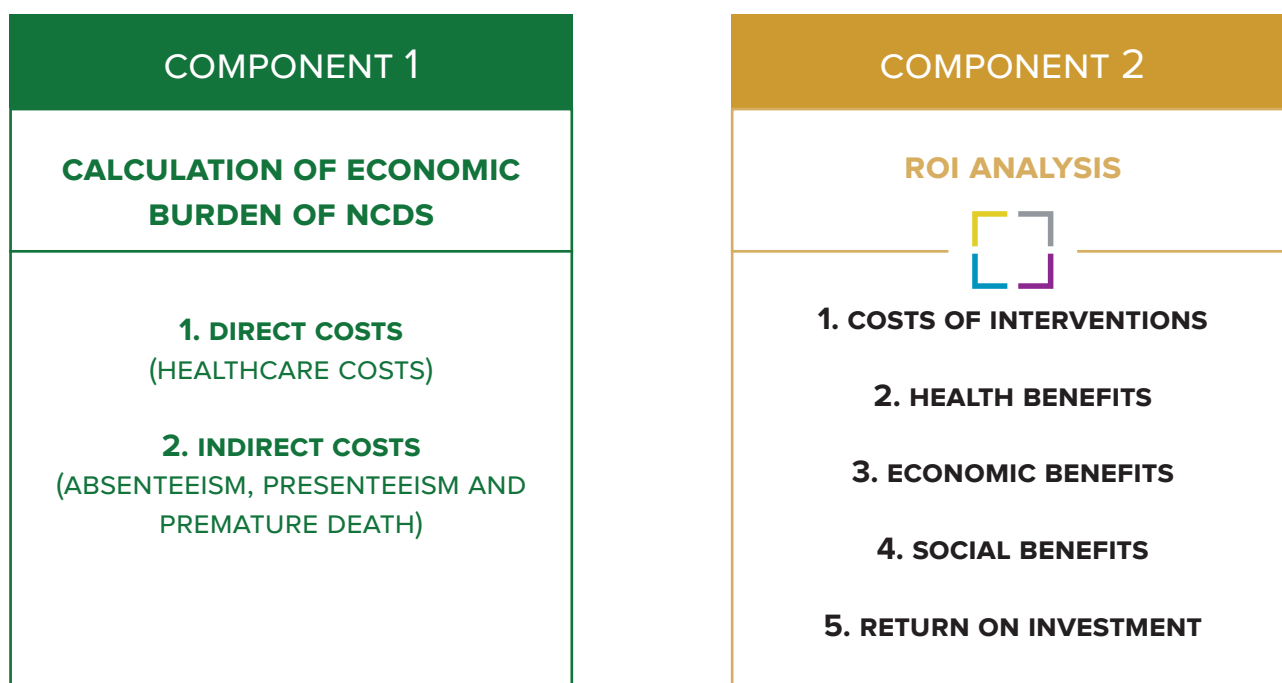 COMPONENT 1
CALCULATION OF ECONOMIC
BURDEN OF NCDS
1. DIRECT COSTS
(HEALTHCARE COSTS)
2. INDIRECT COSTS
(ABSENTEEISM, PRESENTEEISM AND
PREMATURE DEATH)
COMPONENT 2
ROI ANALYSIS
1. COSTS OF INTERVENTIONS
2. HEALTH BENEFITS
3. ECONOMIC BENEFITS
4. SOCIAL BENEFITS
5. RETURN ON INVESTMENT